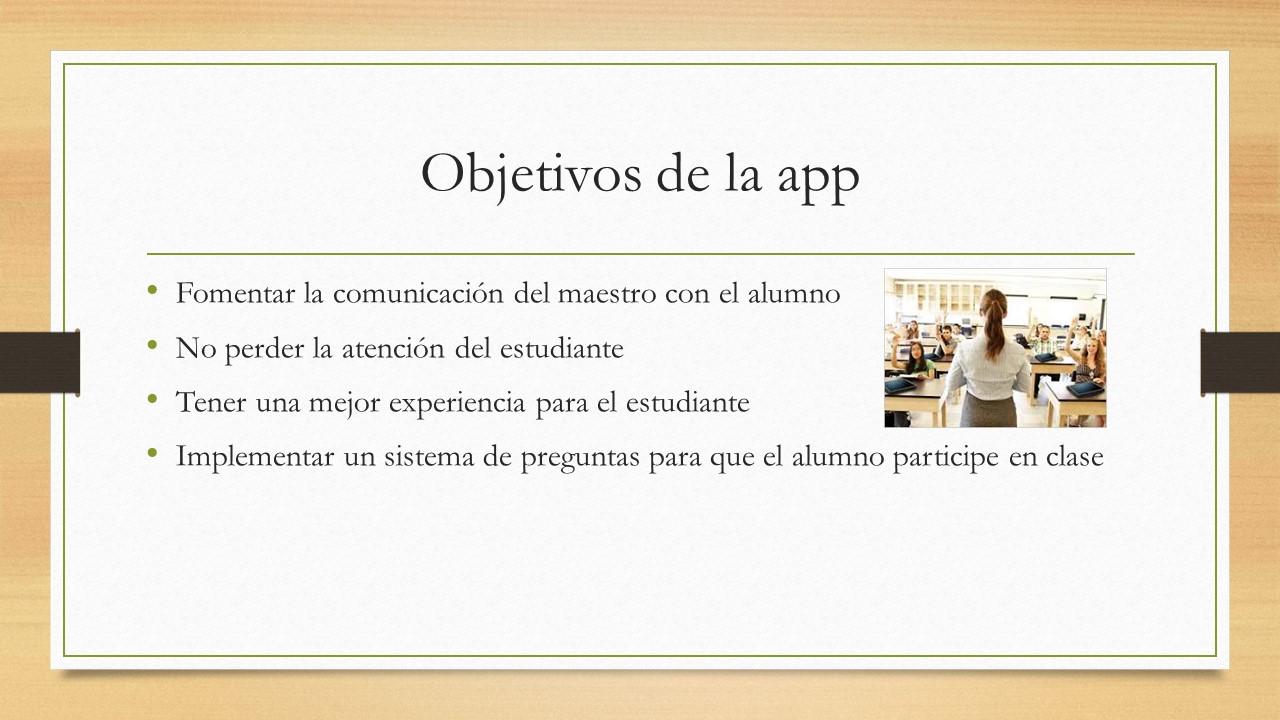 Objetivos de la app
• Fomentar la comunicación del maestro con el alumno
• No perder la atención del estudiante
• Tener una mejor experiencia para el estudiante
• Implementar un sistema de preguntas para que el alumno participe en clase